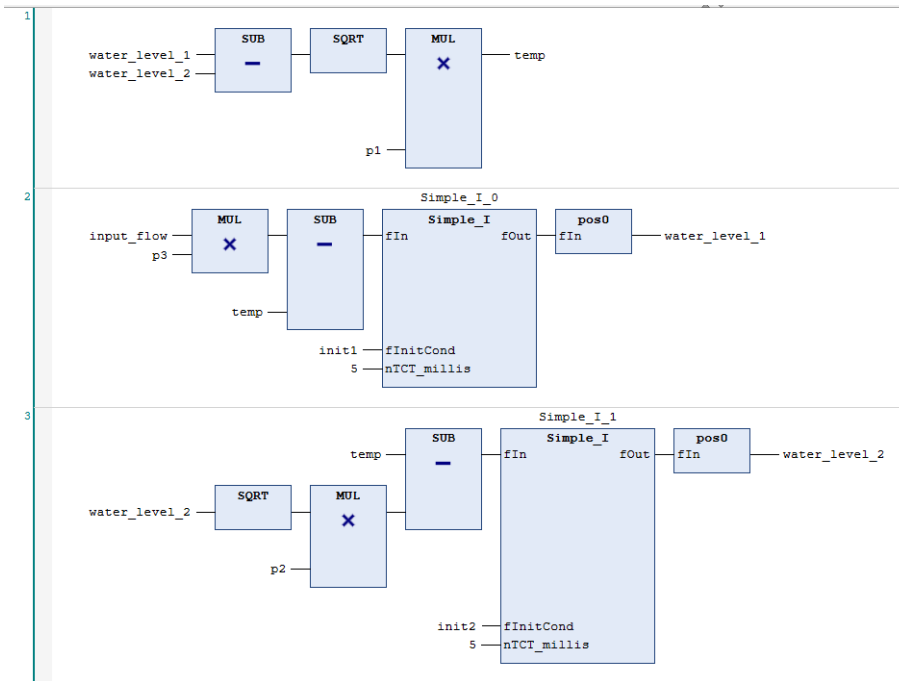 1
SUB SQRT MUL
water_level_1 − × temp
water_level_2
p1
2
Simple_I_0
MUL SUB Simple_I pos0
input_flow × − fIn fOut fIn water_level_1
p3
temp
init1 fInitCond
5 nTCT_millis
3
Simple_I_1
SUB Simple_I pos0
temp − fIn fOut fIn water_level_2
SQRT MUL
water_level_2 ×
p2
init2 fInitCond
5 nTCT_millis